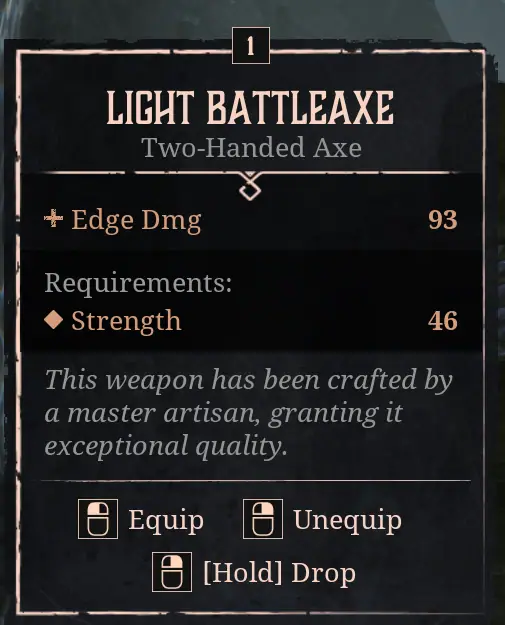 1
LIGHT BATTLEAXE
Two-Handed Axe
Edge Dmg 93
Requirements:
Strength 46
This weapon has been crafted by
a master artisan, granting it
exceptional quality.
Equip Unequip
[Hold] Drop